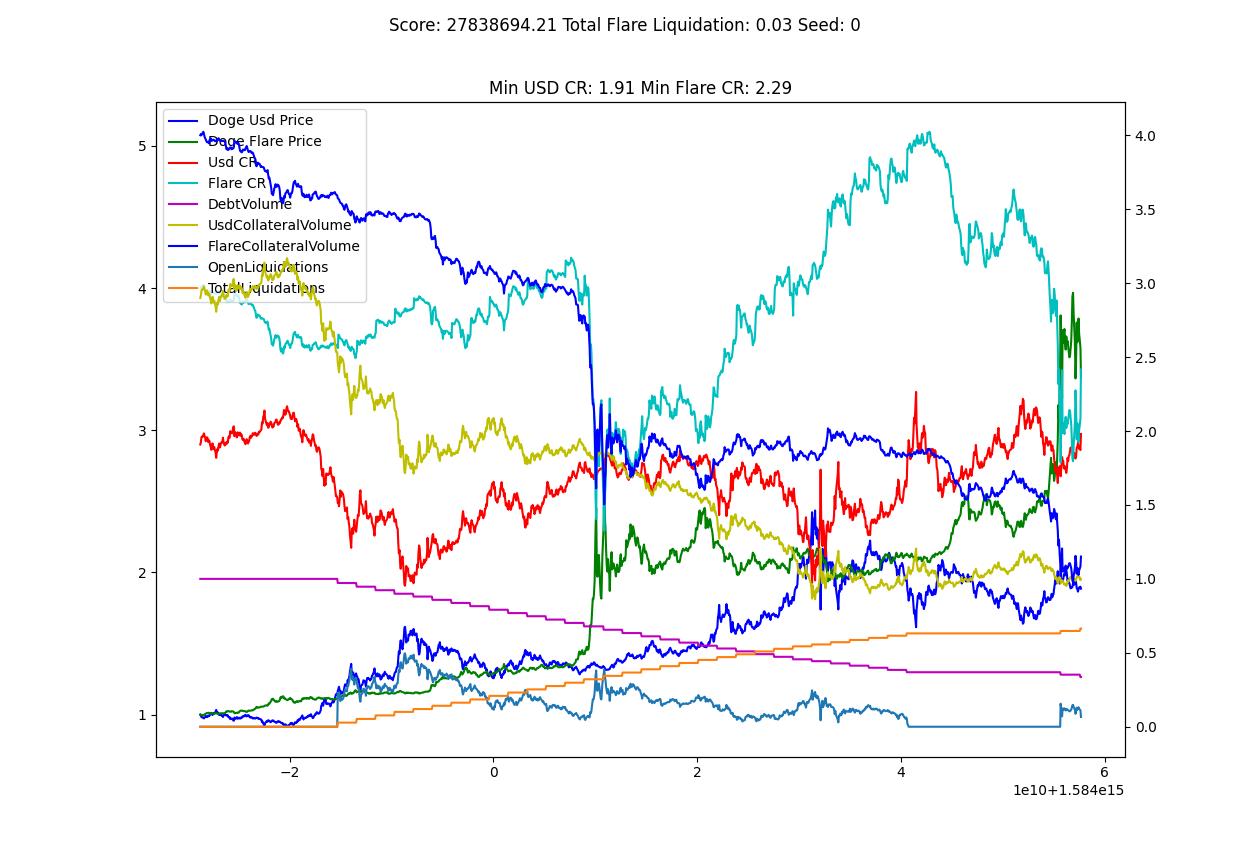 Score: 27838694.21 Total Flare Liquidation: 0.03 Seed: 0
Min USD CR: 1.91 Min Flare CR: 2.29
Doge Usd Price
Doge Flare Price
Usd CR
Flare CR
DebtVolume
UsdCollateralVolume
FlareCollateralVolume
OpenLiquidations
TotalLiquidations
5
4
3
2
1
4.0
3.5
3.0
2.5
2.0
1.5
1.0
0.5
0.0
−2 0 2 4 6
1e10+1.584e15